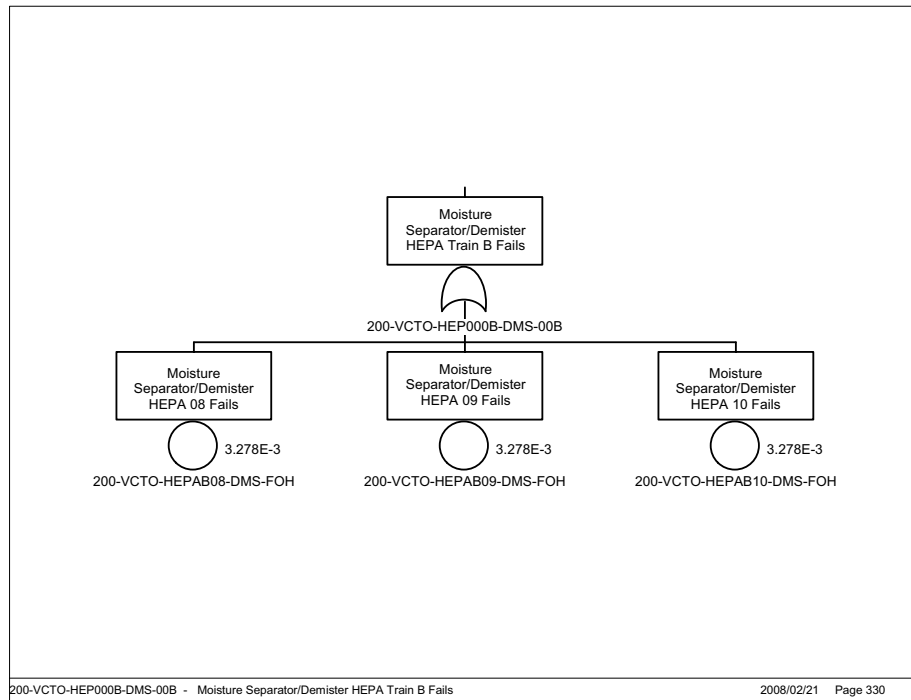 Moisture
Separator/Demister
HEPA Train B Fails
200-VCTO-HEP000B-DMS-00B
Moisture
Separator/Demister
HEPA 08 Fails
3.278E-3
200-VCTO-HEPAB08-DMS-FOH
Moisture
Separator/Demister
HEPA 09 Fails
3.278E-3
200-VCTO-HEPAB09-DMS-FOH
Moisture
Separator/Demister
HEPA 10 Fails
3.278E-3
200-VCTO-HEPAB10-DMS-FOH
200-VCTO-HEP000B-DMS-00B - Moisture Separator/Demister HEPA Train B Fails
2008/02/21 Page 330